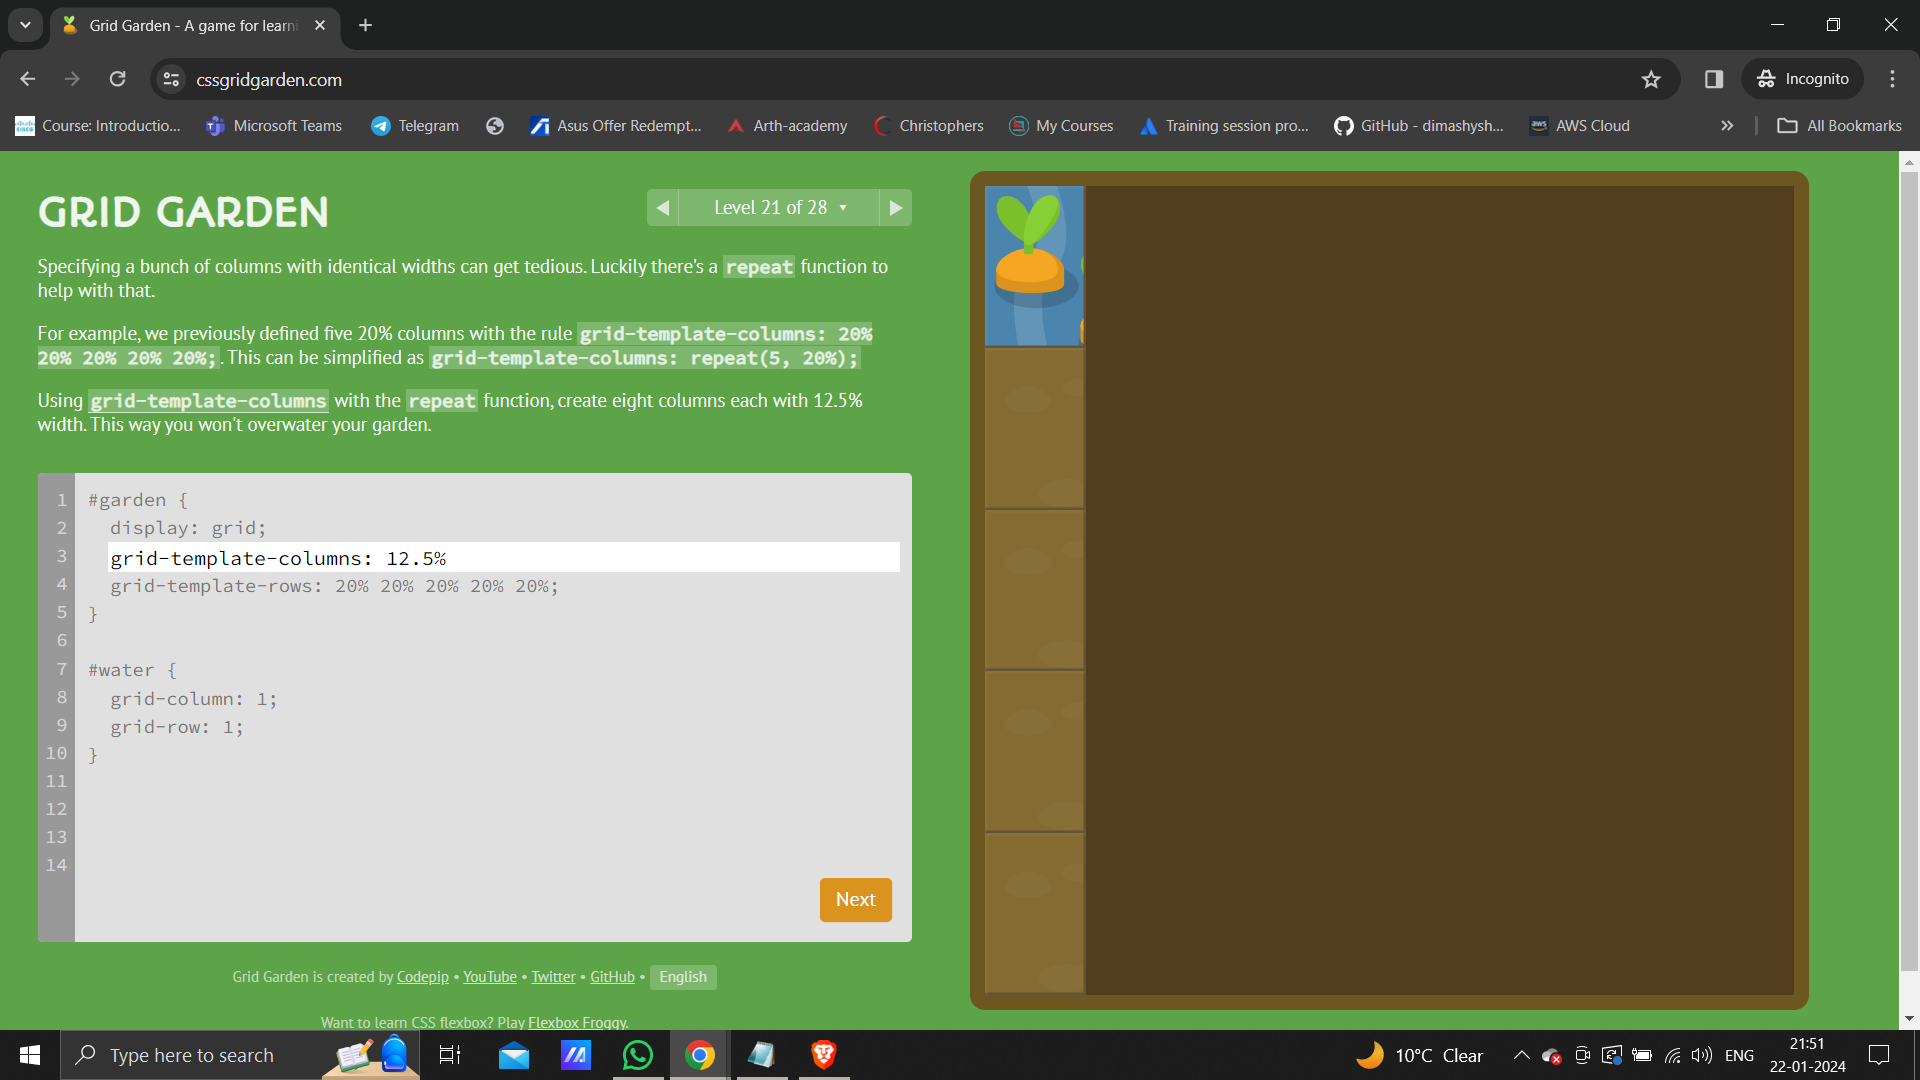 Grid Garden - A game for learni
cssgridgarden.com
Incognito
Course: Introductio...
Microsoft Teams
Telegram
Asus Offer Redempt...
Arth-academy
Christophers
My Courses
Training session pro...
GitHub - dimashysh...
AWS Cloud
»
All Bookmarks
GRID GARDEN
Level 21 of 28
Specifying a bunch of columns with identical widths can get tedious. Luckily there's a repeat function to
help with that.
For example, we previously defined five 20% columns with the rule grid-template-columns: 20%
20% 20% 20% 20%;. This can be simplified as grid-template-columns: repeat(5, 20%);
Using grid-template-columns with the repeat function, create eight columns each with 12.5%
width. This way you won't overwater your garden.
1 #garden {
2 display: grid;
3 grid-template-columns: 12.5%
4 grid-template-rows: 20% 20% 20% 20% 20%;
5 }
6
7 #water {
8 grid-column: 1;
9 grid-row: 1;
10 }
11
12
13
14
Next
Grid Garden is created by Codepip • YouTube • Twitter • GitHub • English
Want to learn CSS flexbox? Play Flexbox Froggy.
Type here to search
10°C Clear
ENG
21:51
22-01-2024